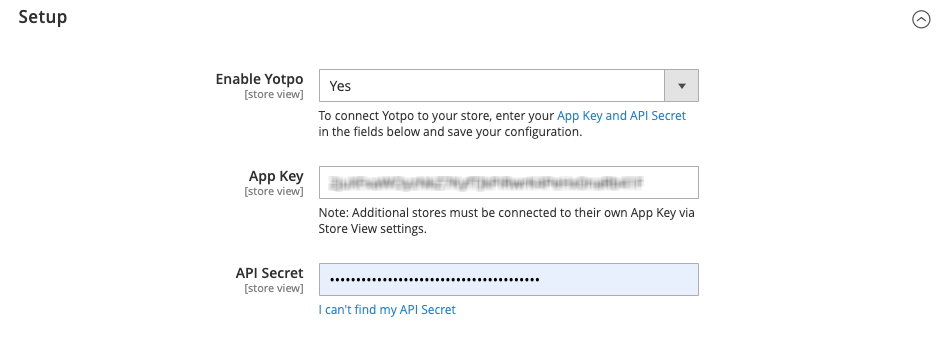 Setup
Enable Yotpo
[store view]
Yes
To connect Yotpo to your store, enter your App Key and API Secret
in the fields below and save your configuration.
App Key
[store view]
Note: Additional stores must be connected to their own App Key via
Store View settings.
API Secret
[store view]
••••••••••••••••••••••••••••••••••••••••
I can't find my API Secret